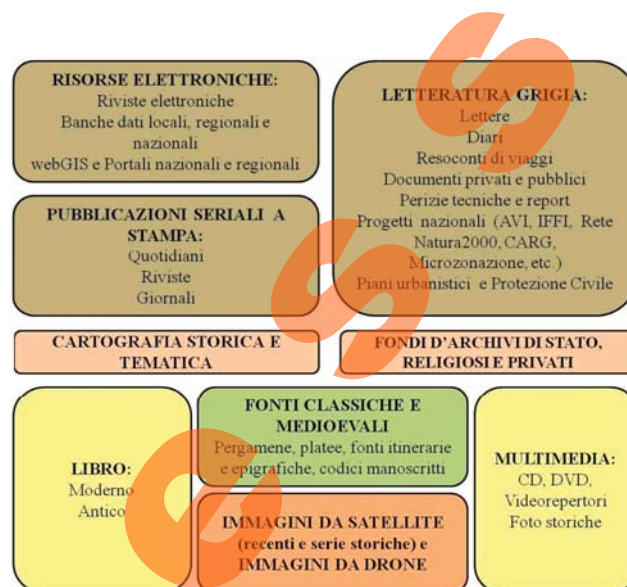 RISORSE ELETTRONICHE:
Riviste elettroniche
Banche dati locali, regionali e
nazionali
webGIS e Portali nazionali e regionali
LETTERATURA GRIGIA:
Lettere
Diari
Resoconti di viaggi
Documenti privati e pubblici
Perizie tecniche e report
Progetti nazionali (AVI, IFFI, Rete
Natura2000, CARG,
Microzonazione, etc.)
Piani urbanistici e Protezione Civile
PUBBLICAZIONI SERIALI A
STAMPA:
Quotidiani
Riviste
Giornali
CARTOGRAFIA STORICA E
TEMATICA
FONDI D'ARCHIVI DI STATO,
RELIGIOSI E PRIVATI
LIBRO:
Moderno
Antico
FONTI CLASSICHE E
MEDIOEVALI
Pergamene, platee, fonti itinerarie
e epigrafiche, codici manoscritti
IMMAGINI DA SATELLITE
(recenti e serie storiche) e
IMMAGINI DA DRONE
MULTIMEDIA:
CD, DVD,
Videorepertori
Foto storiche
e s s